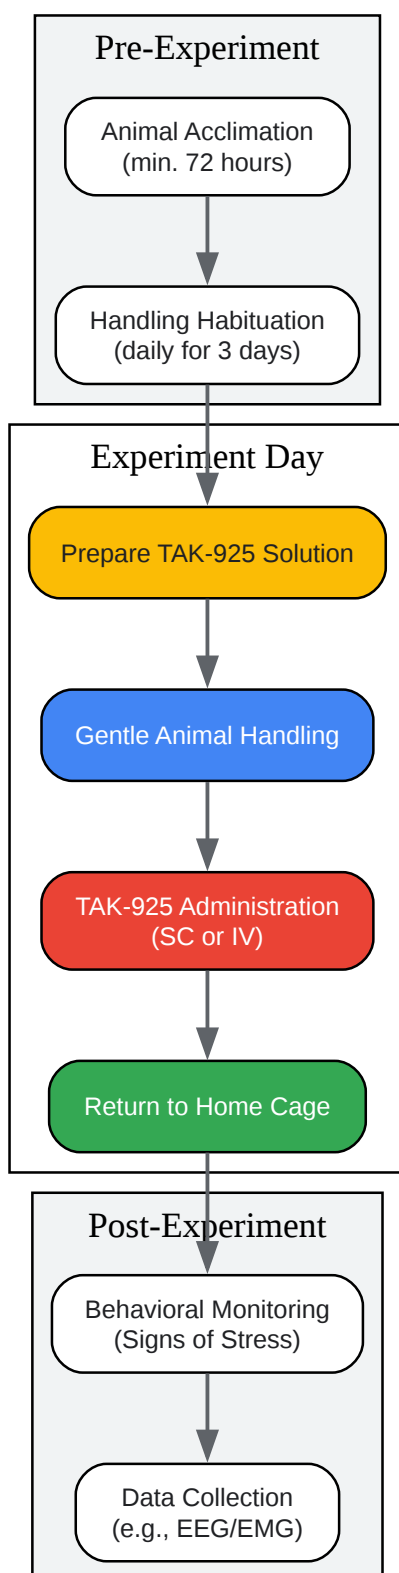 Pre-Experiment
Animal Acclimation
(min. 72 hours)
Handling Habituation
(daily for 3 days)
Experiment Day
Prepare TAK-925 Solution
Gentle Animal Handling
TAK-925 Administration
(SC or IV)
Return to Home Cage
Post-Experiment
Behavioral Monitoring
(Signs of Stress)
Data Collection
(e.g., EEG/EMG)